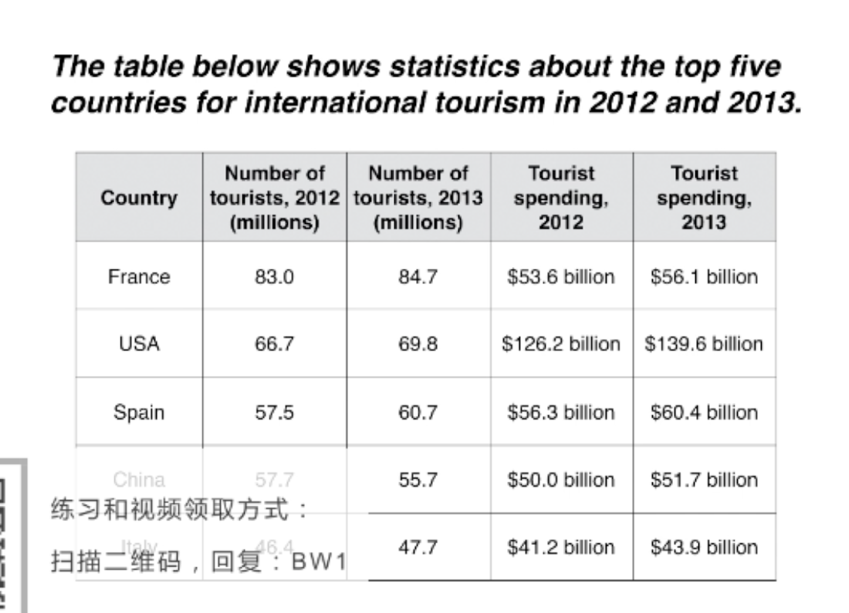 The table below shows statistics about the top five
countries for international tourism in 2012 and 2013.
Country
Number of
tourists, 2012
(millions)
Number of
tourists, 2013
(millions)
Tourist
spending,
2012
Tourist
spending,
2013
France 83.0 84.7 $53.6 billion $56.1 billion
USA 66.7 69.8 $126.2 billion $139.6 billion
Spain 57.5 60.7 $56.3 billion $60.4 billion
China 57.7 55.7 $50.0 billion $51.7 billion
练习和视频领取方式：
Italy 46.4 47.7 $41.2 billion $43.9 billion
扫描二维码，回复：BW1